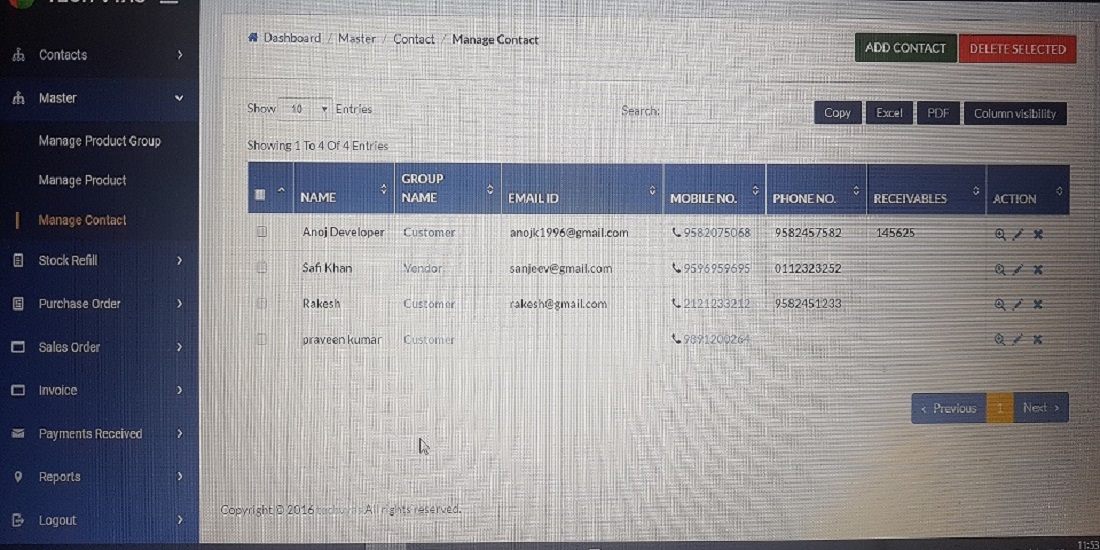 Contacts
Master
Manage Product Group
Manage Product
Manage Contact
Stock Refill
Purchase Order
Sales Order
Invoice
Payments Received
Reports
Logout
Dashboard / Master / Contact / Manage Contact
ADD CONTACT DELETE SELECTED
Show 10 Entries Search: Copy Excel PDF Column visibility
Showing 1 To 4 Of 4 Entries
NAME GROUP NAME EMAIL ID MOBILE NO. PHONE NO. RECEIVABLES ACTION
Anoj Developer Customer anojk1996@gmail.com 9582075068 9582457582 145625
Safi Khan Vendor sanjeev@gmail.com 9596959695 0112323252
Rakesh Customer rakesh@gmail.com 2121233212 9582451233
praveen kumar Customer 9891200264
‹ Previous 1 Next ›
Copyright © 2016 All rights reserved.
11:53